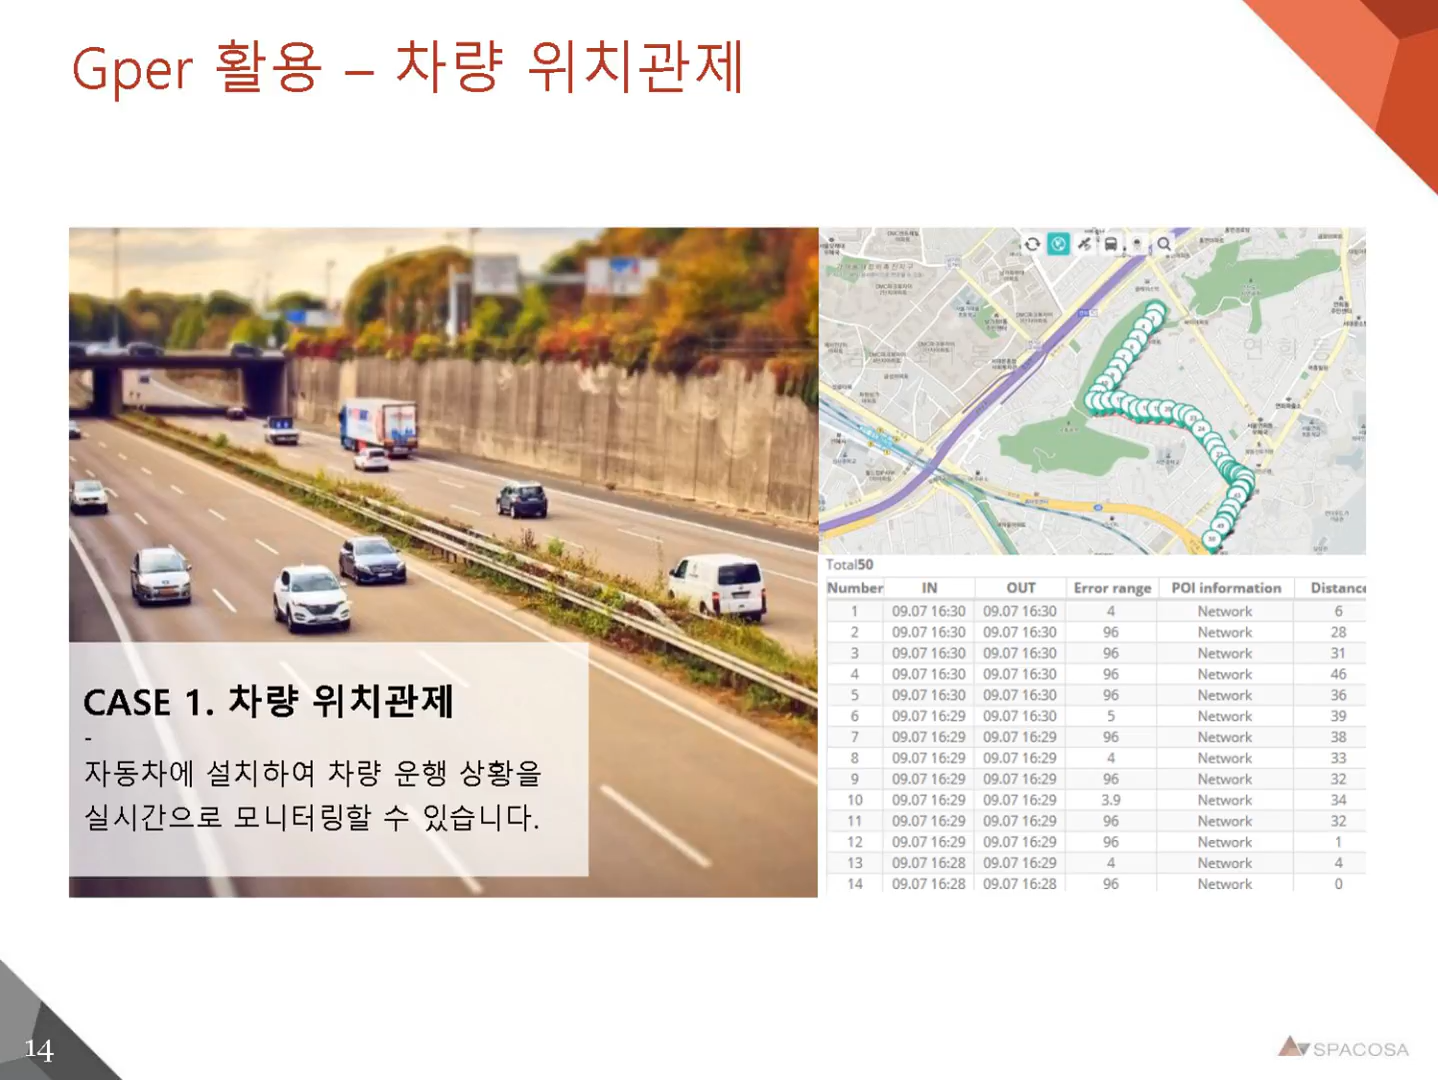 Gper 활용 – 차량 위치관제
CASE 1. 차량 위치관제
-
자동차에 설치하여 차량 운행 상황을
실시간으로 모니터링할 수 있습니다.
연희동
Total50
Number IN OUT Error range POI information Distance
1 09.07 16:30 09.07 16:30 4 Network 6
2 09.07 16:30 09.07 16:30 96 Network 28
3 09.07 16:30 09.07 16:30 96 Network 31
4 09.07 16:30 09.07 16:30 96 Network 46
5 09.07 16:30 09.07 16:30 96 Network 36
6 09.07 16:29 09.07 16:30 5 Network 39
7 09.07 16:29 09.07 16:29 96 Network 38
8 09.07 16:29 09.07 16:29 4 Network 33
9 09.07 16:29 09.07 16:29 96 Network 32
10 09.07 16:29 09.07 16:29 3.9 Network 34
11 09.07 16:29 09.07 16:29 96 Network 32
12 09.07 16:29 09.07 16:29 96 Network 1
13 09.07 16:28 09.07 16:29 4 Network 4
14 09.07 16:28 09.07 16:28 96 Network 0
14
SPACOSA